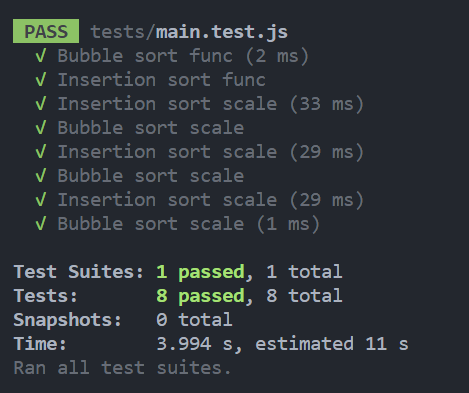 PASS tests/main.test.js
√ Bubble sort func (2 ms)
√ Insertion sort func
√ Insertion sort scale (33 ms)
√ Bubble sort scale
√ Insertion sort scale (29 ms)
√ Bubble sort scale
√ Insertion sort scale (29 ms)
√ Bubble sort scale (1 ms)
Test Suites: 1 passed, 1 total
Tests: 8 passed, 8 total
Snapshots: 0 total
Time: 3.994 s, estimated 11 s
Ran all test suites.